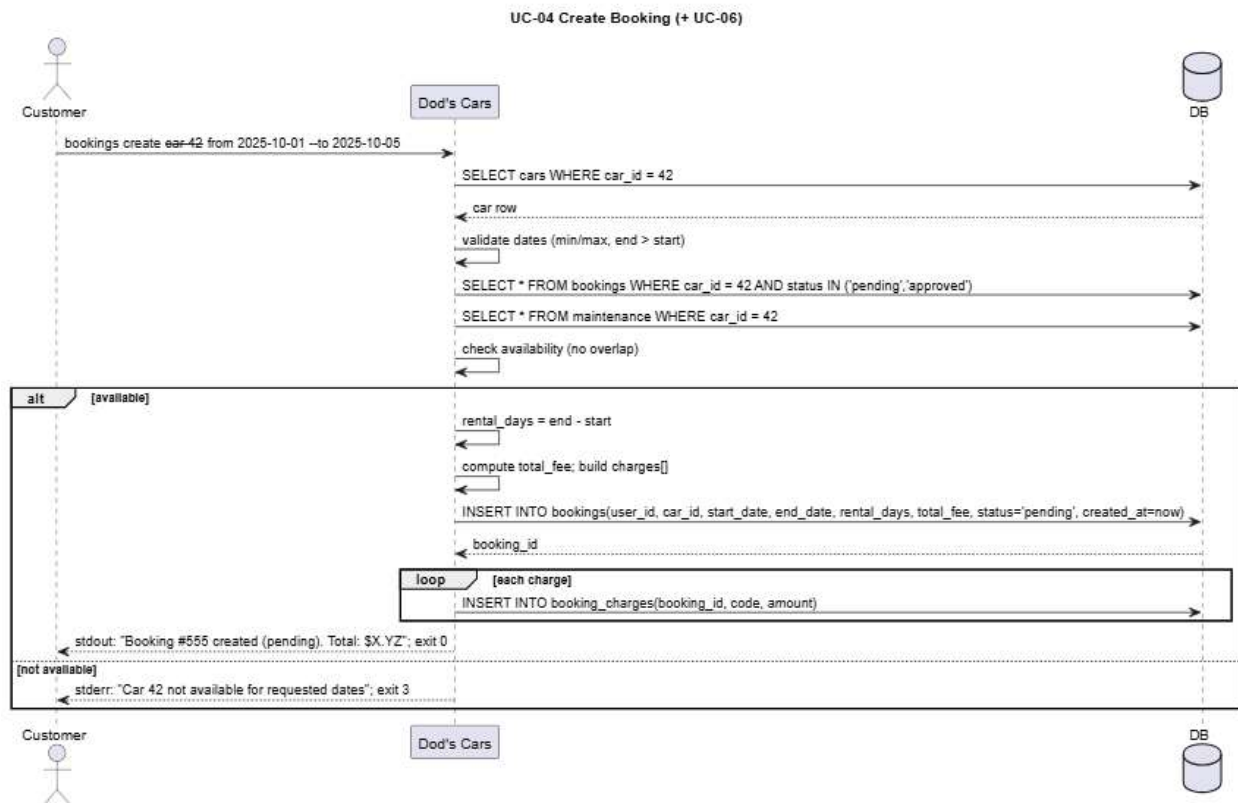 UC-04 Create Booking (+ UC-06)
Customer
Dod's Cars
DB
bookings create car 42 from 2025-10-01 --to 2025-10-05
SELECT cars WHERE car_id = 42
car row
validate dates (min/max, end > start)
SELECT * FROM bookings WHERE car_id = 42 AND status IN ('pending','approved')
SELECT * FROM maintenance WHERE car_id = 42
check availability (no overlap)
alt [available]
rental_days = end - start
compute total_fee; build charges[]
INSERT INTO bookings(user_id, car_id, start_date, end_date, rental_days, total_fee, status='pending', created_at=now)
booking_id
loop [each charge]
INSERT INTO booking_charges(booking_id, code, amount)
stdout: "Booking #555 created (pending). Total: $X.YZ"; exit 0
[not available]
stderr: "Car 42 not available for requested dates"; exit 3
Customer
Dod's Cars
DB